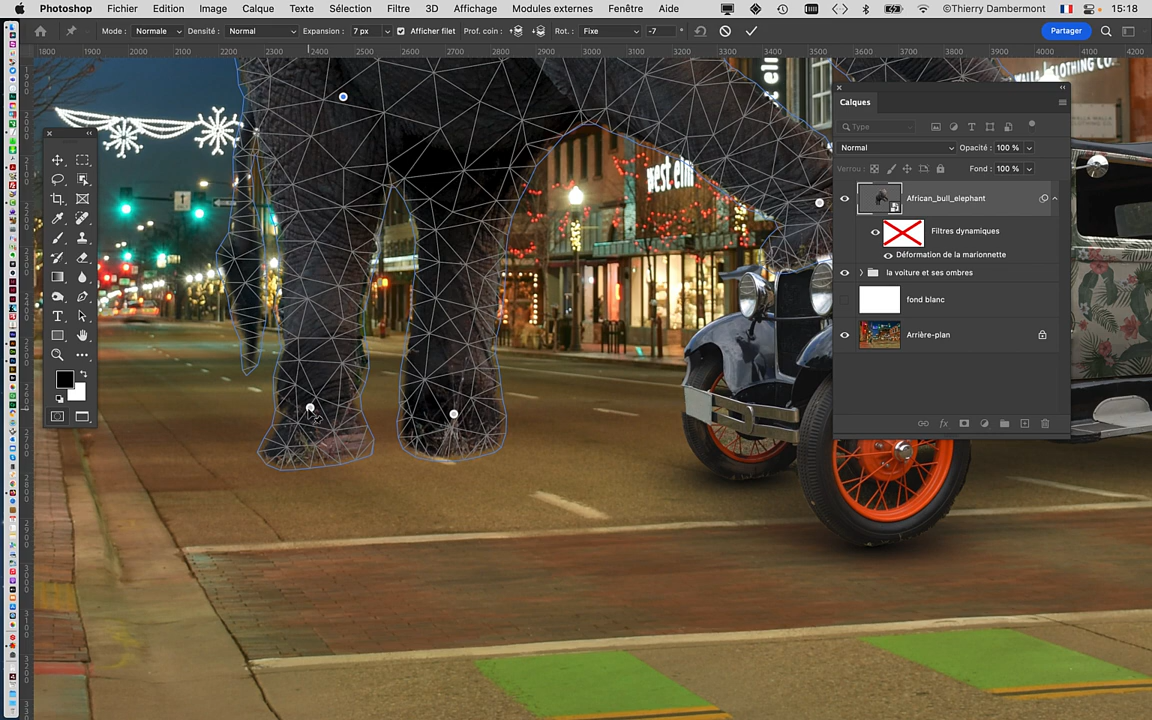 Photoshop Fichier Edition Image Calque Texte Sélection Filtre 3D Affichage Modules externes Fenêtre Aide ©Thierry Dambermont 15:18
Mode : Normale Densité : Normal Expansion : 7 px Afficher filet Prof. coin : Rot. : Fixe -7 ° Partager
1800 1900 2000 2100 2200 2300 2400 2500 2600 2700 2800 2900 3000 3100 3200 3300 3400 3500 3600 3700 3800 3900 4000 4100 4200
west elm
CLOTHING CO.
Calques
Type
Normal Opacité : 100 %
Verrou : Fond : 100 %
African_bull_elephant
Filtres dynamiques
Déformation de la marionnette
la voiture et ses ombres
fond blanc
Arrière-plan